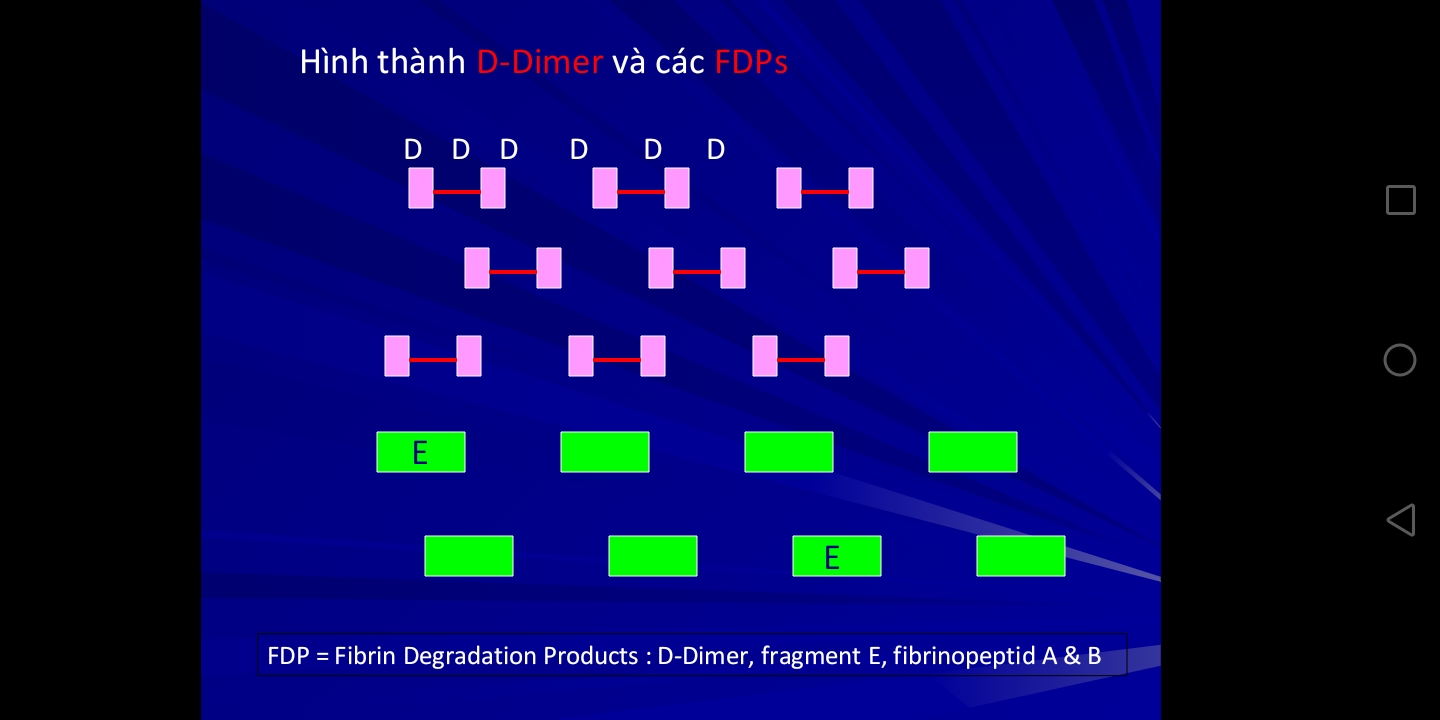 Hình thành D-Dimer và các FDPs
D D D D D D
E
E
FDP = Fibrin Degradation Products : D-Dimer, fragment E, fibrinopeptid A & B